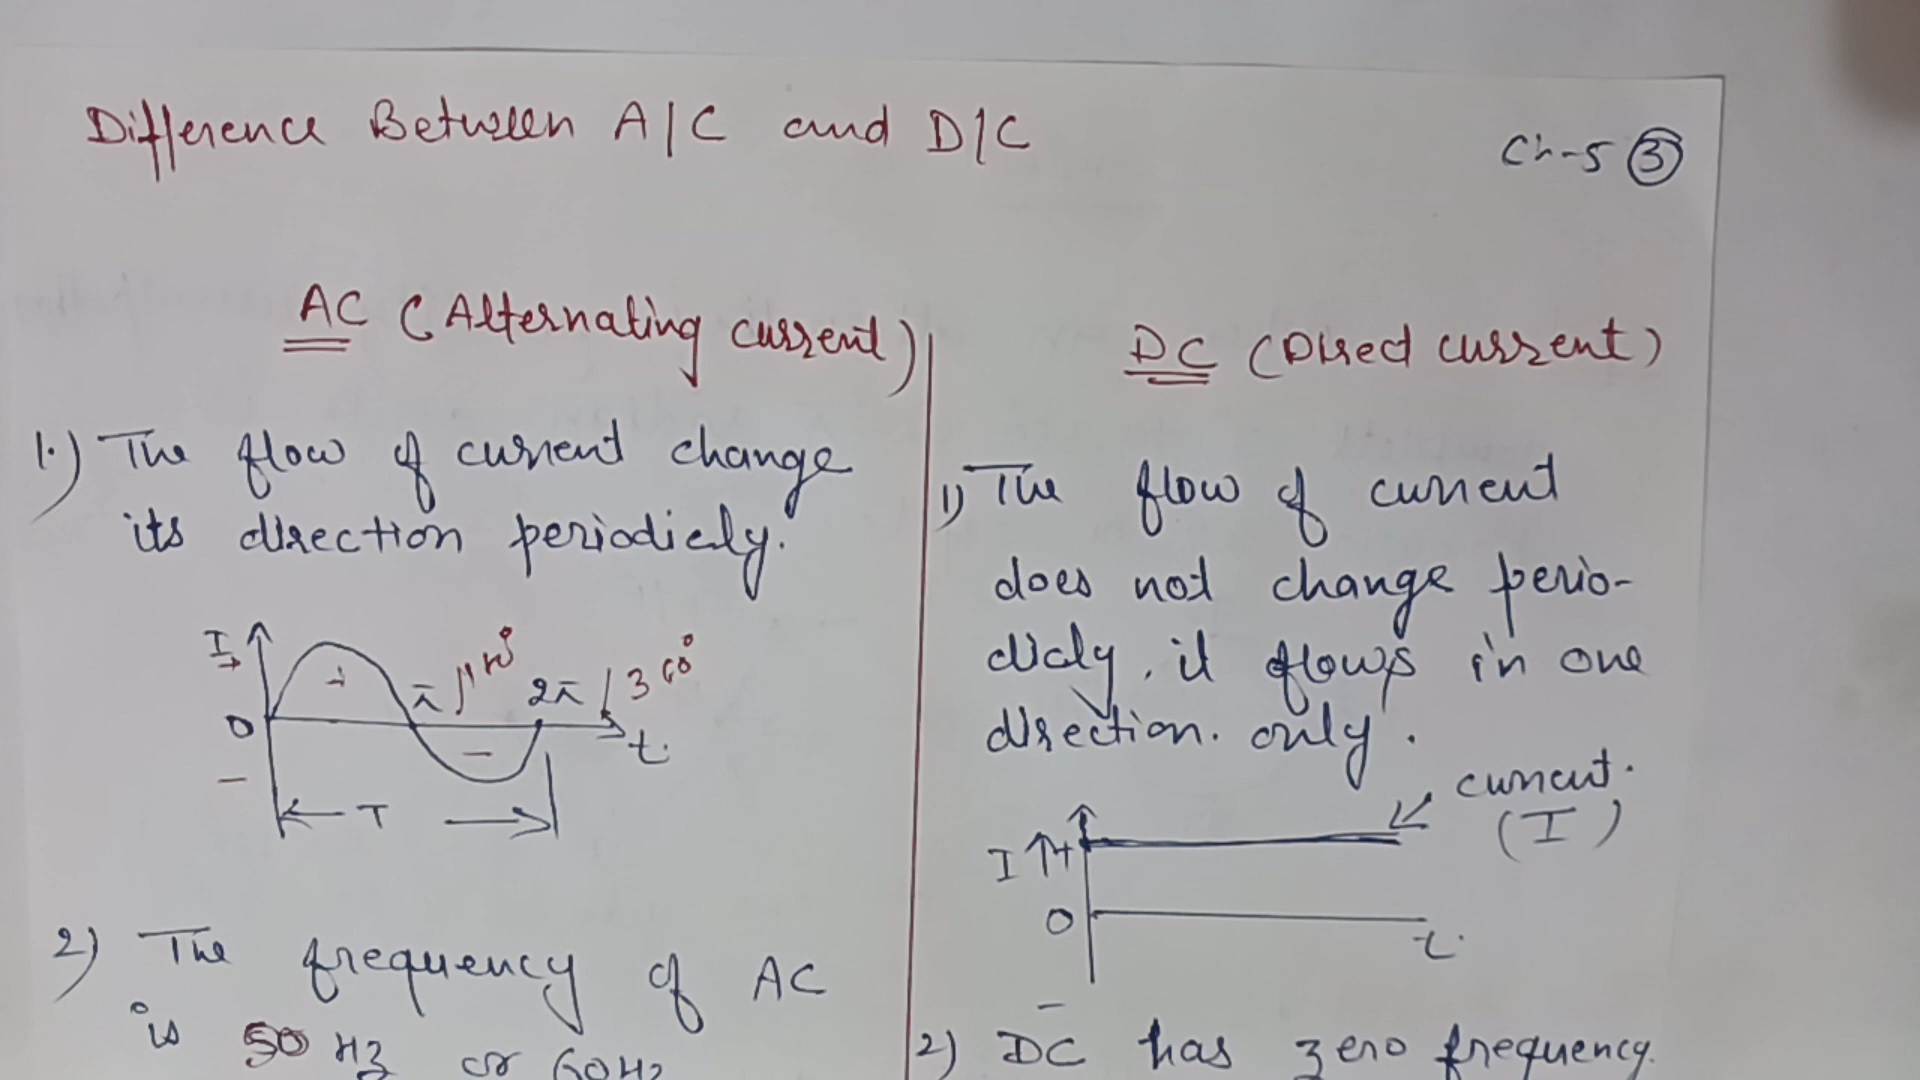 Difference Between A/C and D/C
Ch-5 3
AC (Alternating current)
1.) The flow of current change
its direction periodicly.
I
+
π/180° 2π/360°
0
t.
-
-
T
2) The frequency of AC
is 50 Hz or 60Hz
DC (Direct current)
1) The flow of current
does not change perio-
dicly, it flows in one
direction. only.
current.
(I)
I +
0
t.
-
2) DC has zero frequency.